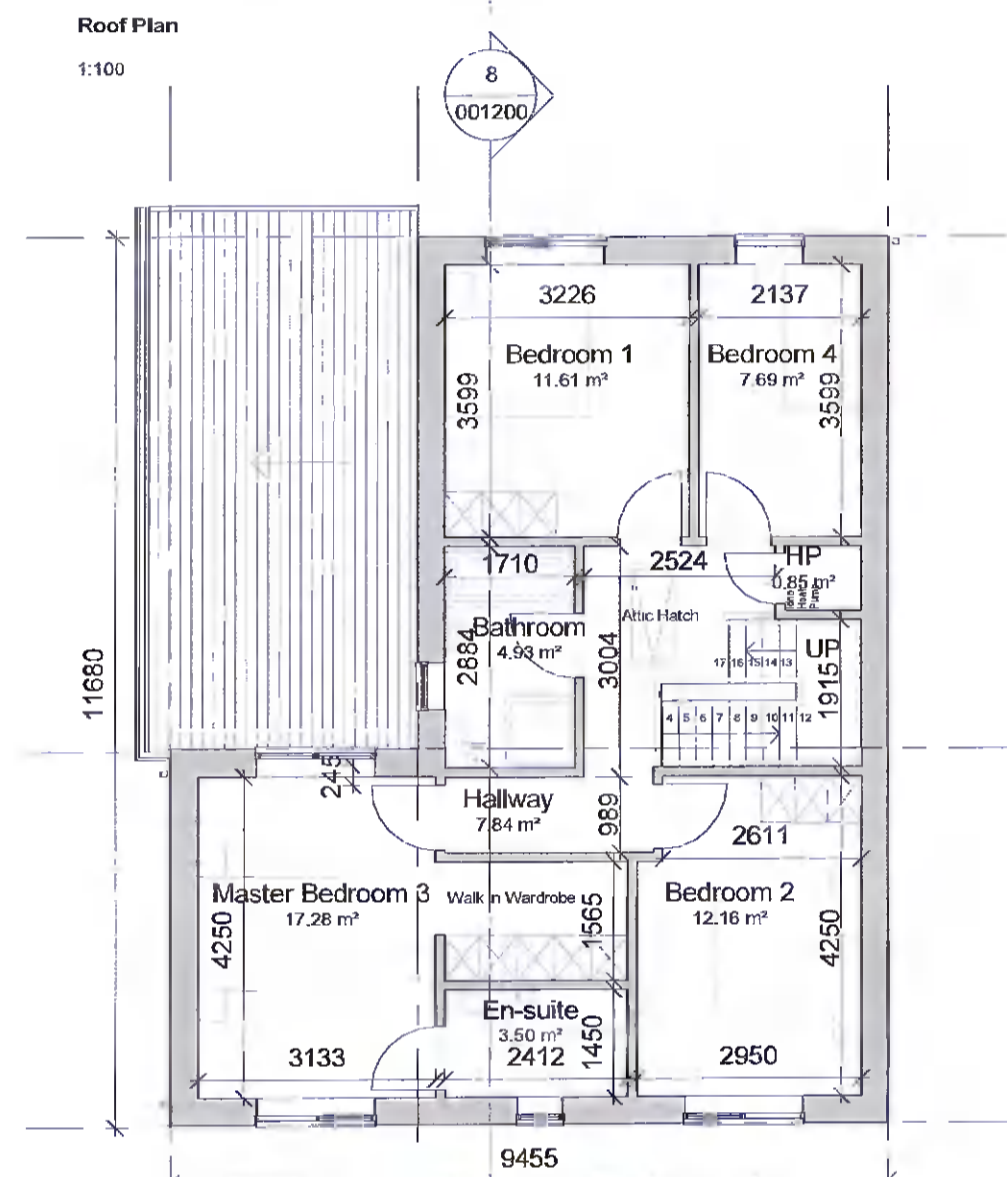 Roof Plan
1:100
8
001200
3226
2137
Bedroom 1
11.61 m²
Bedroom 4
7.69 m²
3599
3599
1710
2524
HP
0.85 m²
Attic Hatch
Bathroom
4.93 m²
2884
3004
UP
17 16 15 14 13
1915
4 5 6 7 8 9 10 11 12
11680
245
Hallway
7.84 m²
989
2611
Master Bedroom 3
17.28 m²
Walk in Wardrobe
Bedroom 2
12.16 m²
4250
1565
4250
En-suite
3.50 m²
1450
3133
2412
2950
9455